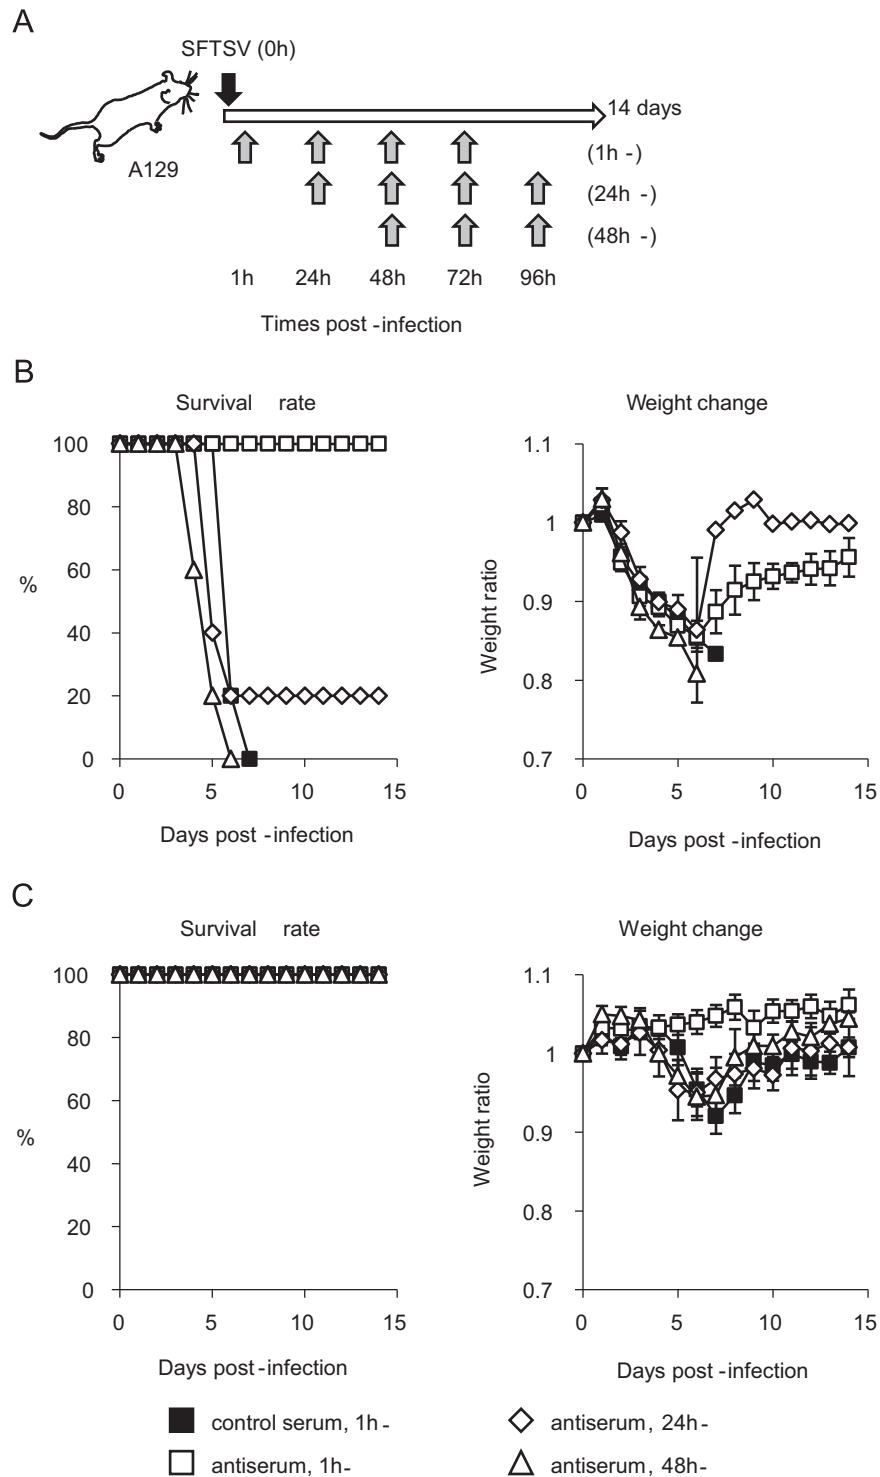 A
SFTSV (0h)
14 days
A129
(1h -)
(24h -)
(48h -)
1h 24h 48h 72h 96h
Times post -infection
B
Survival rate
100
80
60
40
20
0
%
0 5 10 15
Days post -infection
Weight change
1.1
1
0.9
0.8
0.7
Weight ratio
0 5 10 15
Days post -infection
C
Survival rate
100
80
60
40
20
0
%
0 5 10 15
Days post -infection
Weight change
1.1
1
0.9
0.8
0.7
Weight ratio
0 5 10 15
Days post -infection
control serum, 1h -
antiserum, 1h-
antiserum, 24h -
antiserum, 48h-